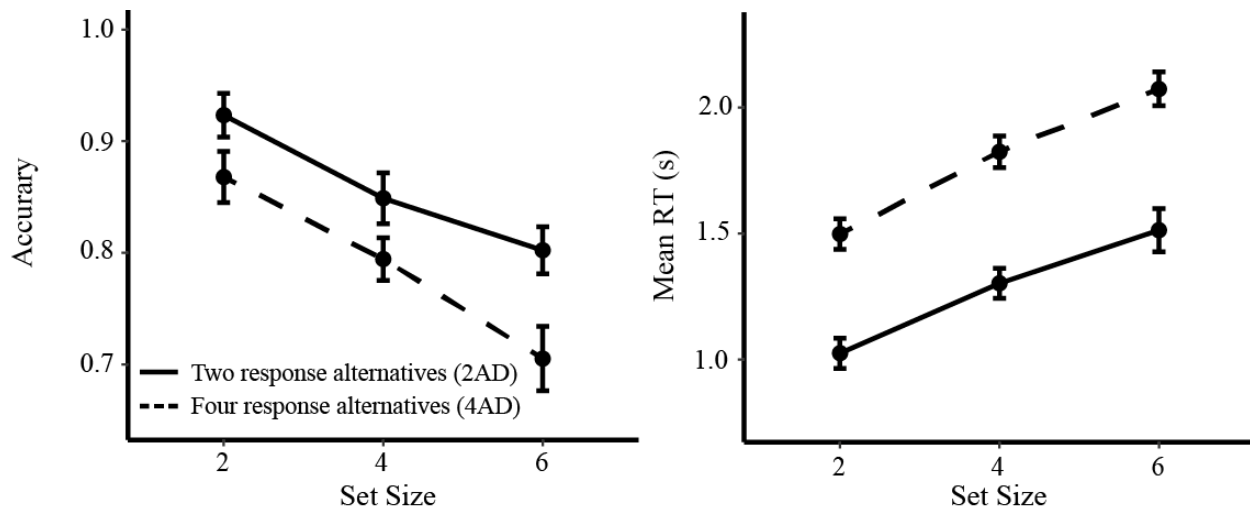 1.0
0.9
0.8
0.7
Accurary
Two response alternatives (2AD)
Four response alternatives (4AD)
2 4 6
Set Size
2.0
1.5
1.0
Mean RT (s)
2 4 6
Set Size